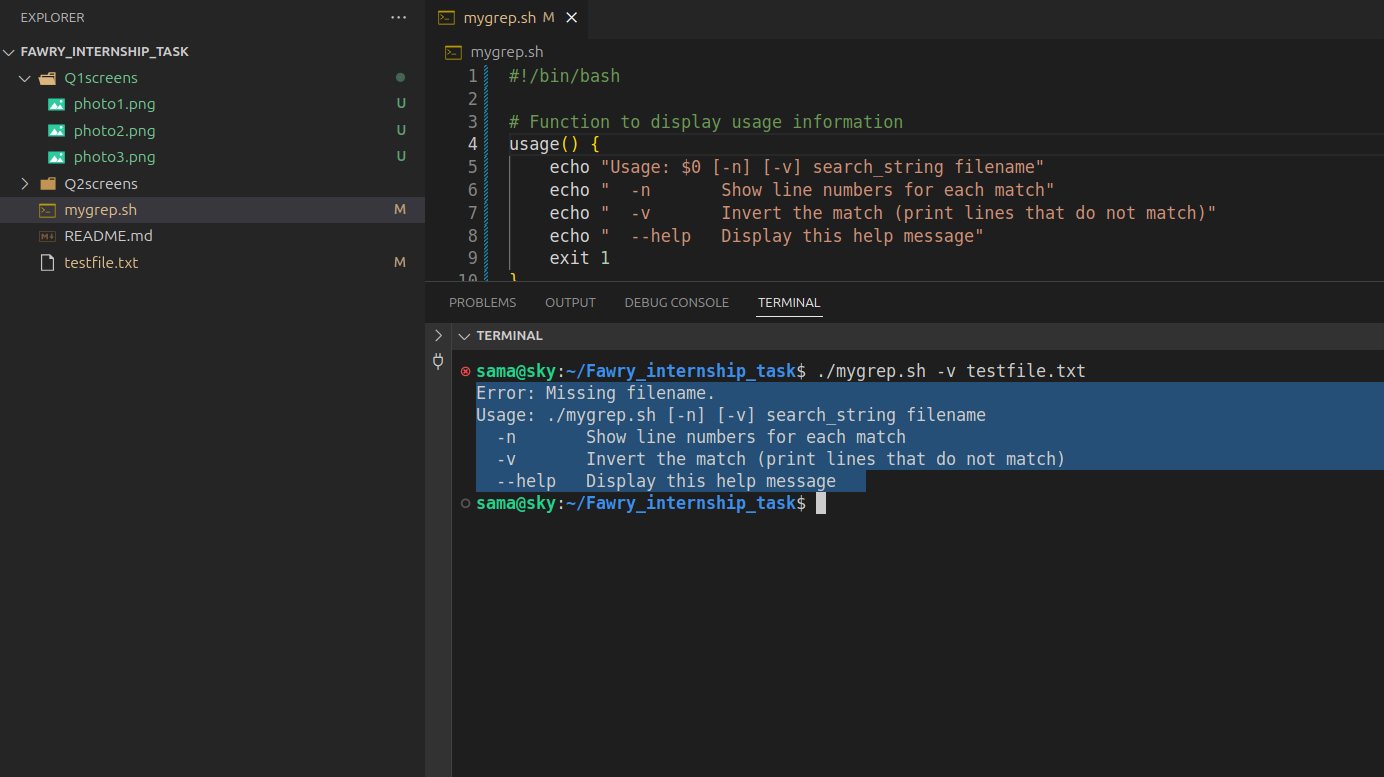 EXPLORER
FAWRY_INTERNSHIP_TASK
Q1screens
photo1.png U
photo2.png U
photo3.png U
Q2screens
mygrep.sh M
README.md
testfile.txt M
mygrep.sh M
mygrep.sh
1 #!/bin/bash
2
3 # Function to display usage information
4 usage() {
5     echo "Usage: $0 [-n] [-v] search_string filename"
6     echo "  -n       Show line numbers for each match"
7     echo "  -v       Invert the match (print lines that do not match)"
8     echo "  --help   Display this help message"
9     exit 1
10 }
PROBLEMS OUTPUT DEBUG CONSOLE TERMINAL
TERMINAL
sama@sky:~/Fawry_internship_task$ ./mygrep.sh -v testfile.txt
Error: Missing filename.
Usage: ./mygrep.sh [-n] [-v] search_string filename
  -n       Show line numbers for each match
  -v       Invert the match (print lines that do not match)
  --help   Display this help message
sama@sky:~/Fawry_internship_task$